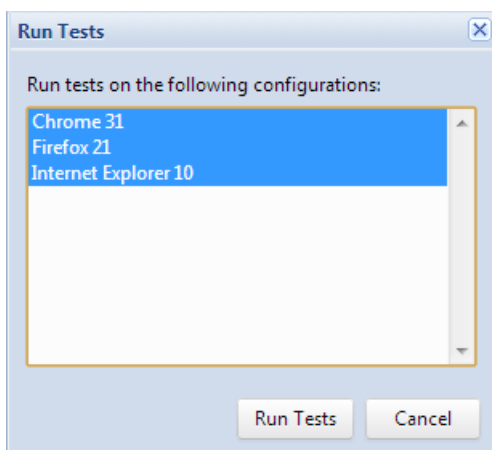 Run Tests
Run tests on the following configurations:
Chrome 31
Firefox 21
Internet Explorer 10
Run Tests
Cancel